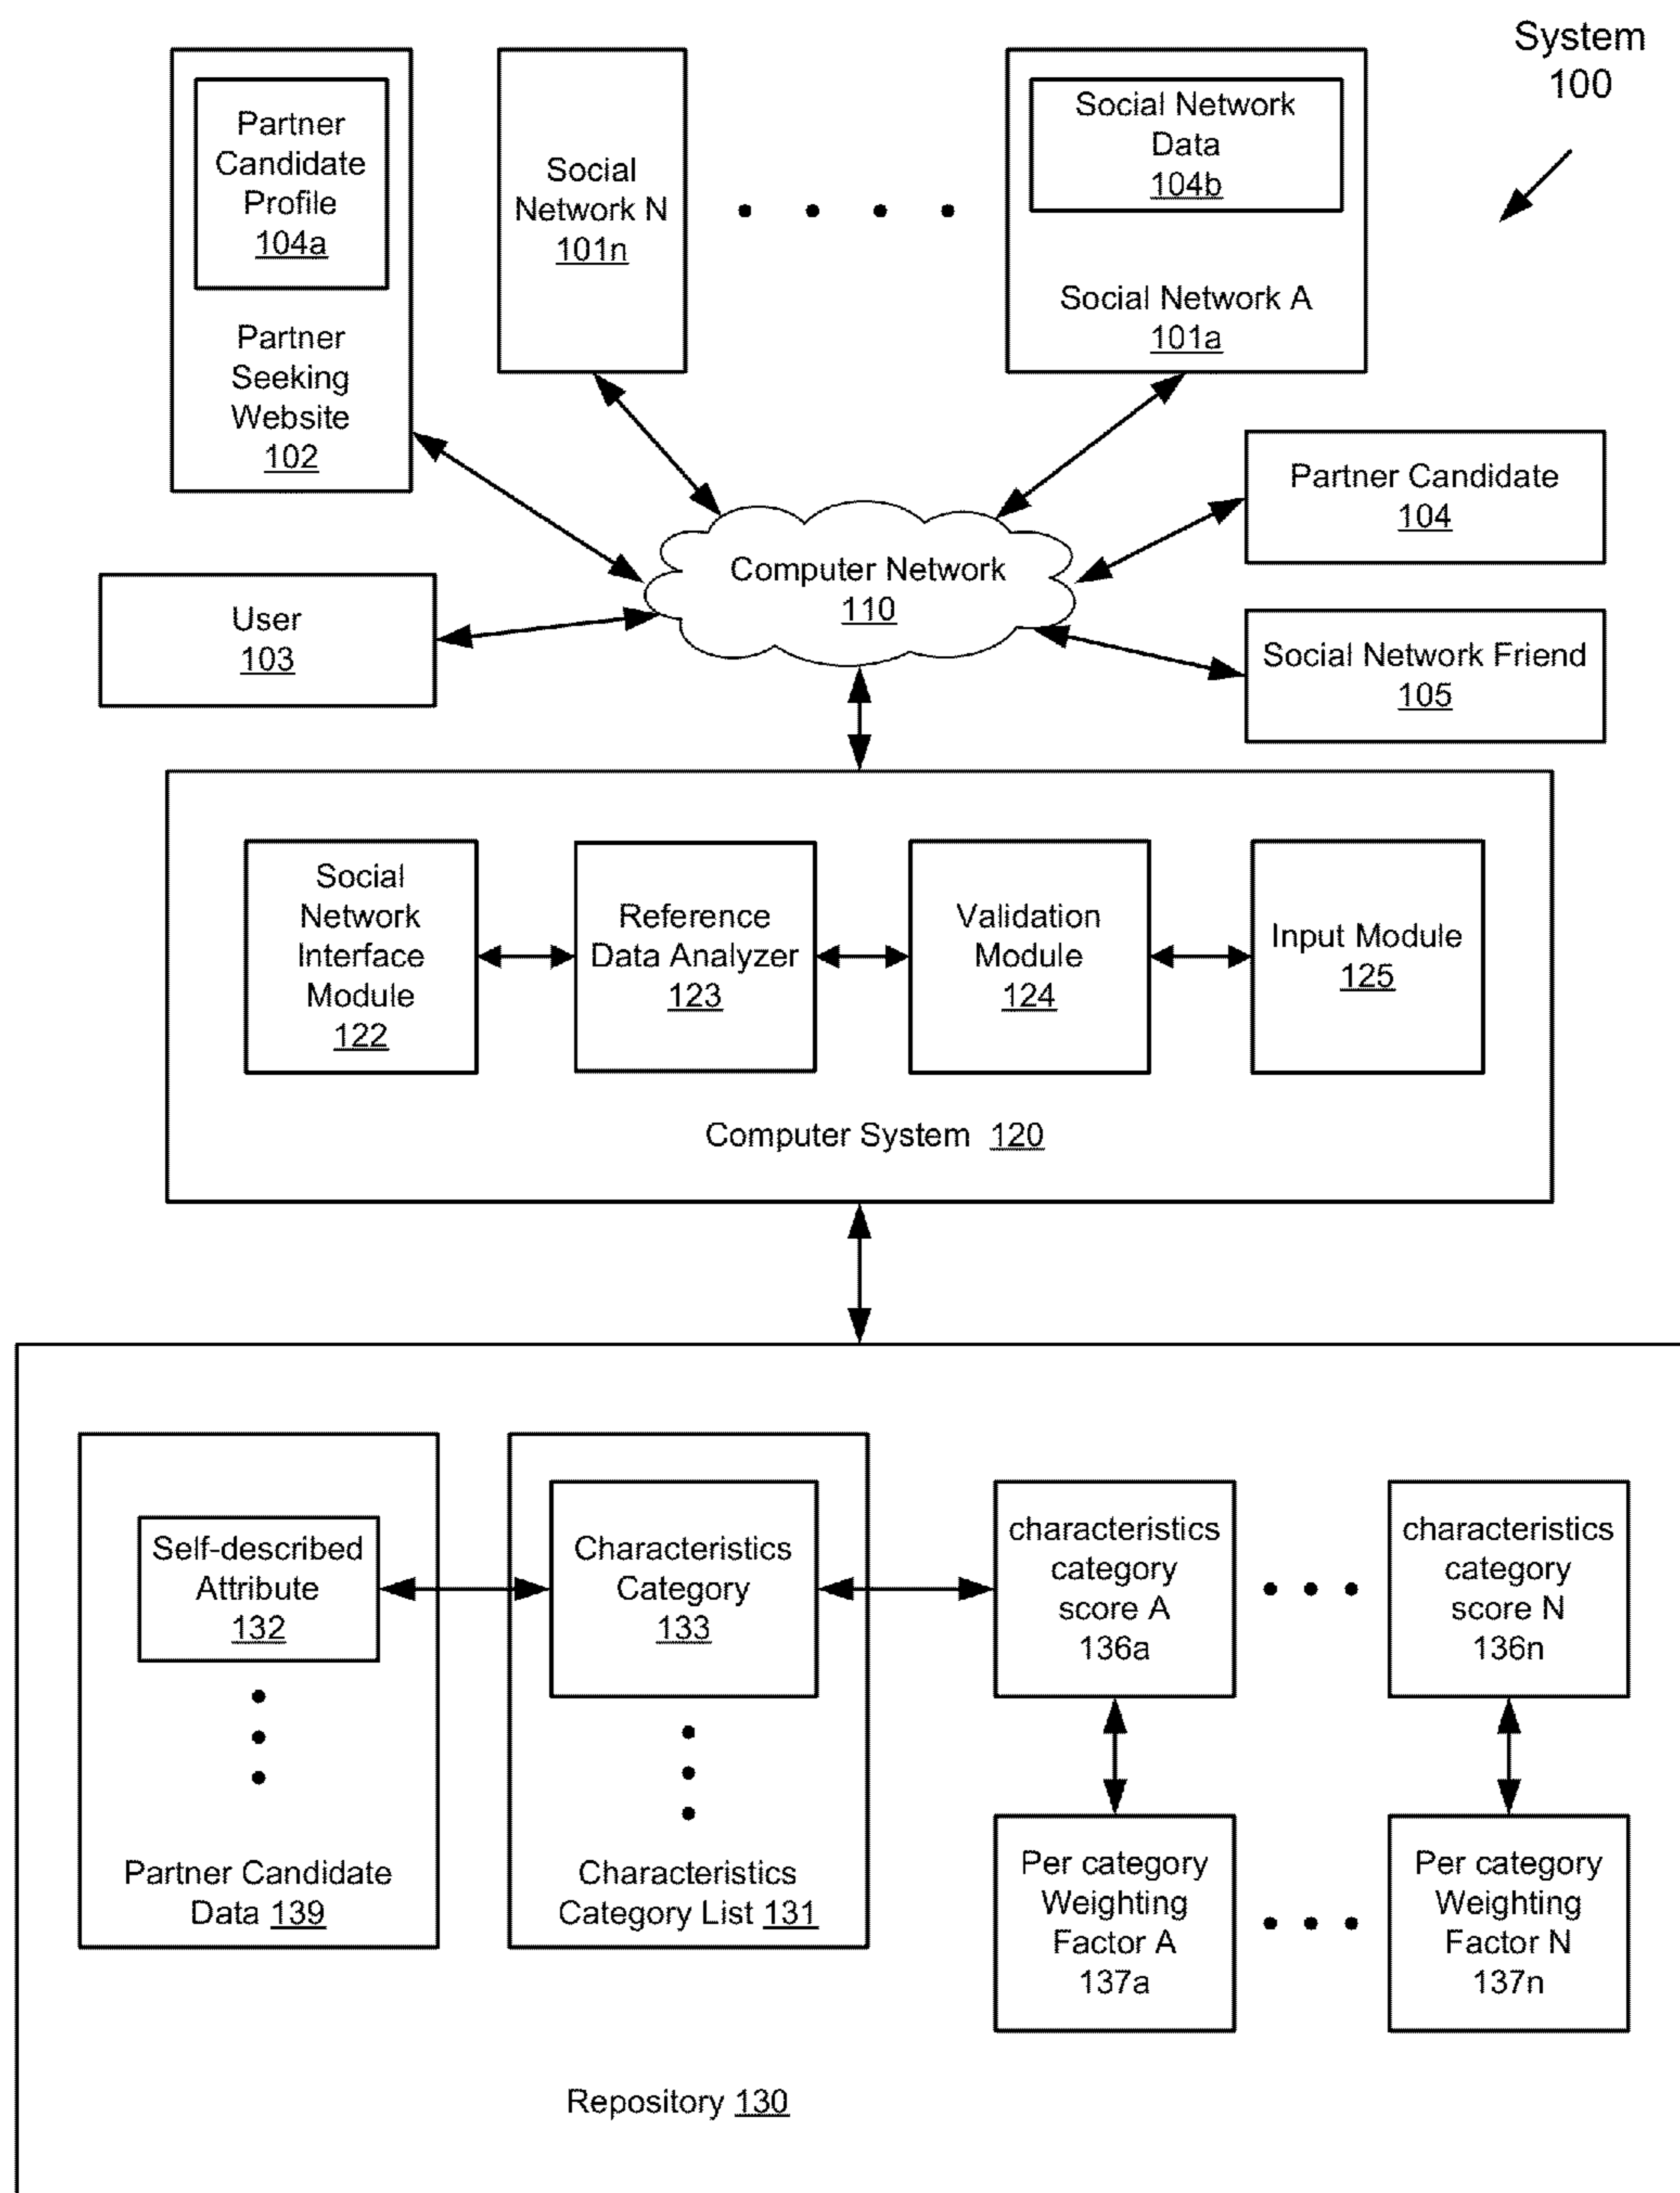 System
100
Partner
Candidate
Profile
104a
Partner
Seeking
Website
102
Social
Network N
101n
Social Network
Data
104b
Social Network A
101a
Partner Candidate
104
Computer Network
110
User
103
Social Network Friend
105
Social
Network
Interface
Module
122
Reference
Data Analyzer
123
Validation
Module
124
Input Module
125
Computer System 120
Self-described
Attribute
132
Partner Candidate
Data 139
Characteristics
Category
133
Characteristics
Category List 131
characteristics
category
score A
136a
characteristics
category
score N
136n
Per category
Weighting
Factor A
137a
Per category
Weighting
Factor N
137n
Repository 130